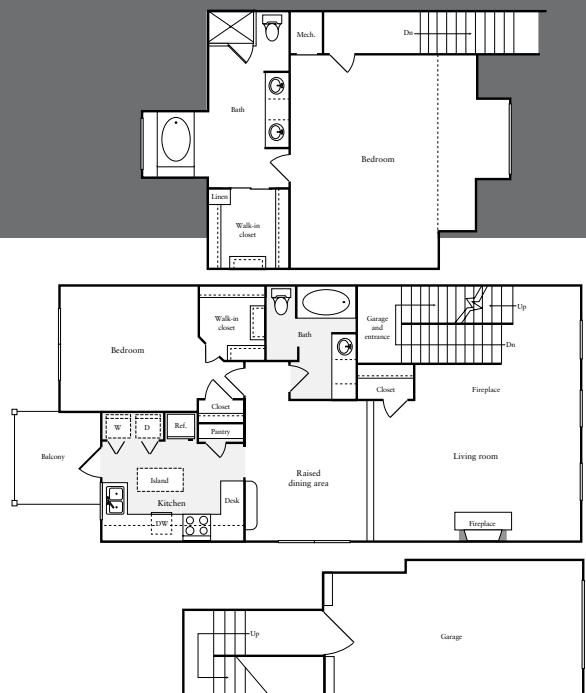 Mech.
Dn
Bath
Bedroom
Linen
Walk-in
closet
Walk-in
closet
Bath
Garage
and
entrance
Up
Dn
Bedroom
Closet
Fireplace
Closet
W
D
Ref.
Pantry
Balcony
Island
Kitchen
Desk
DW
Raised
dining area
Living room
Fireplace
Up
Garage